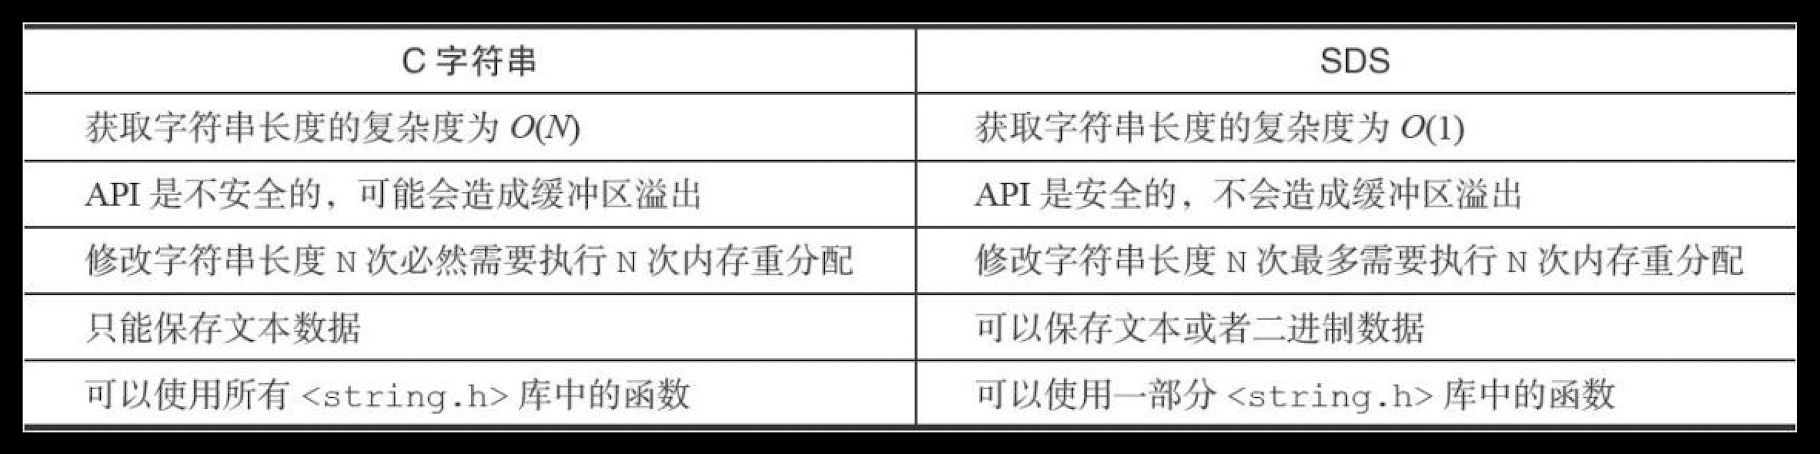 C 字符串 SDS
获取字符串长度的复杂度为 O(N) 获取字符串长度的复杂度为 O(1)
API 是不安全的，可能会造成缓冲区溢出 API 是安全的，不会造成缓冲区溢出
修改字符串长度 N 次必然需要执行 N 次内存重分配 修改字符串长度 N 次最多需要执行 N 次内存重分配
只能保存文本数据 可以保存文本或者二进制数据
可以使用所有 <string.h> 库中的函数 可以使用一部分 <string.h> 库中的函数